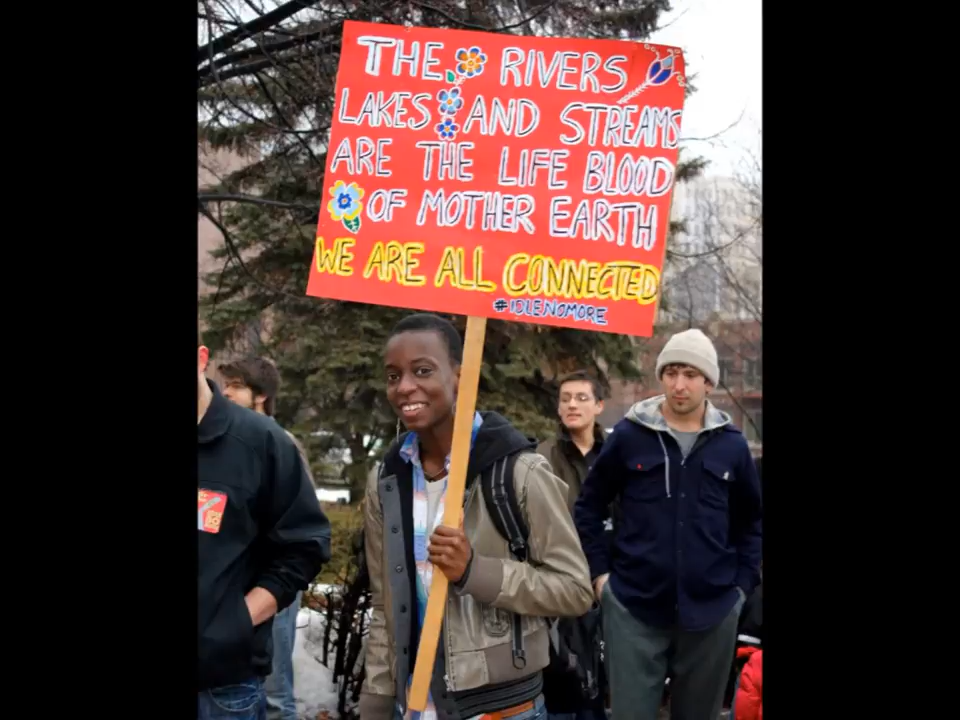 THE RIVERS
LAKES AND STREAMS
ARE THE LIFE BLOOD
OF MOTHER EARTH
WE ARE ALL CONNECTED
#IDLENOMORE